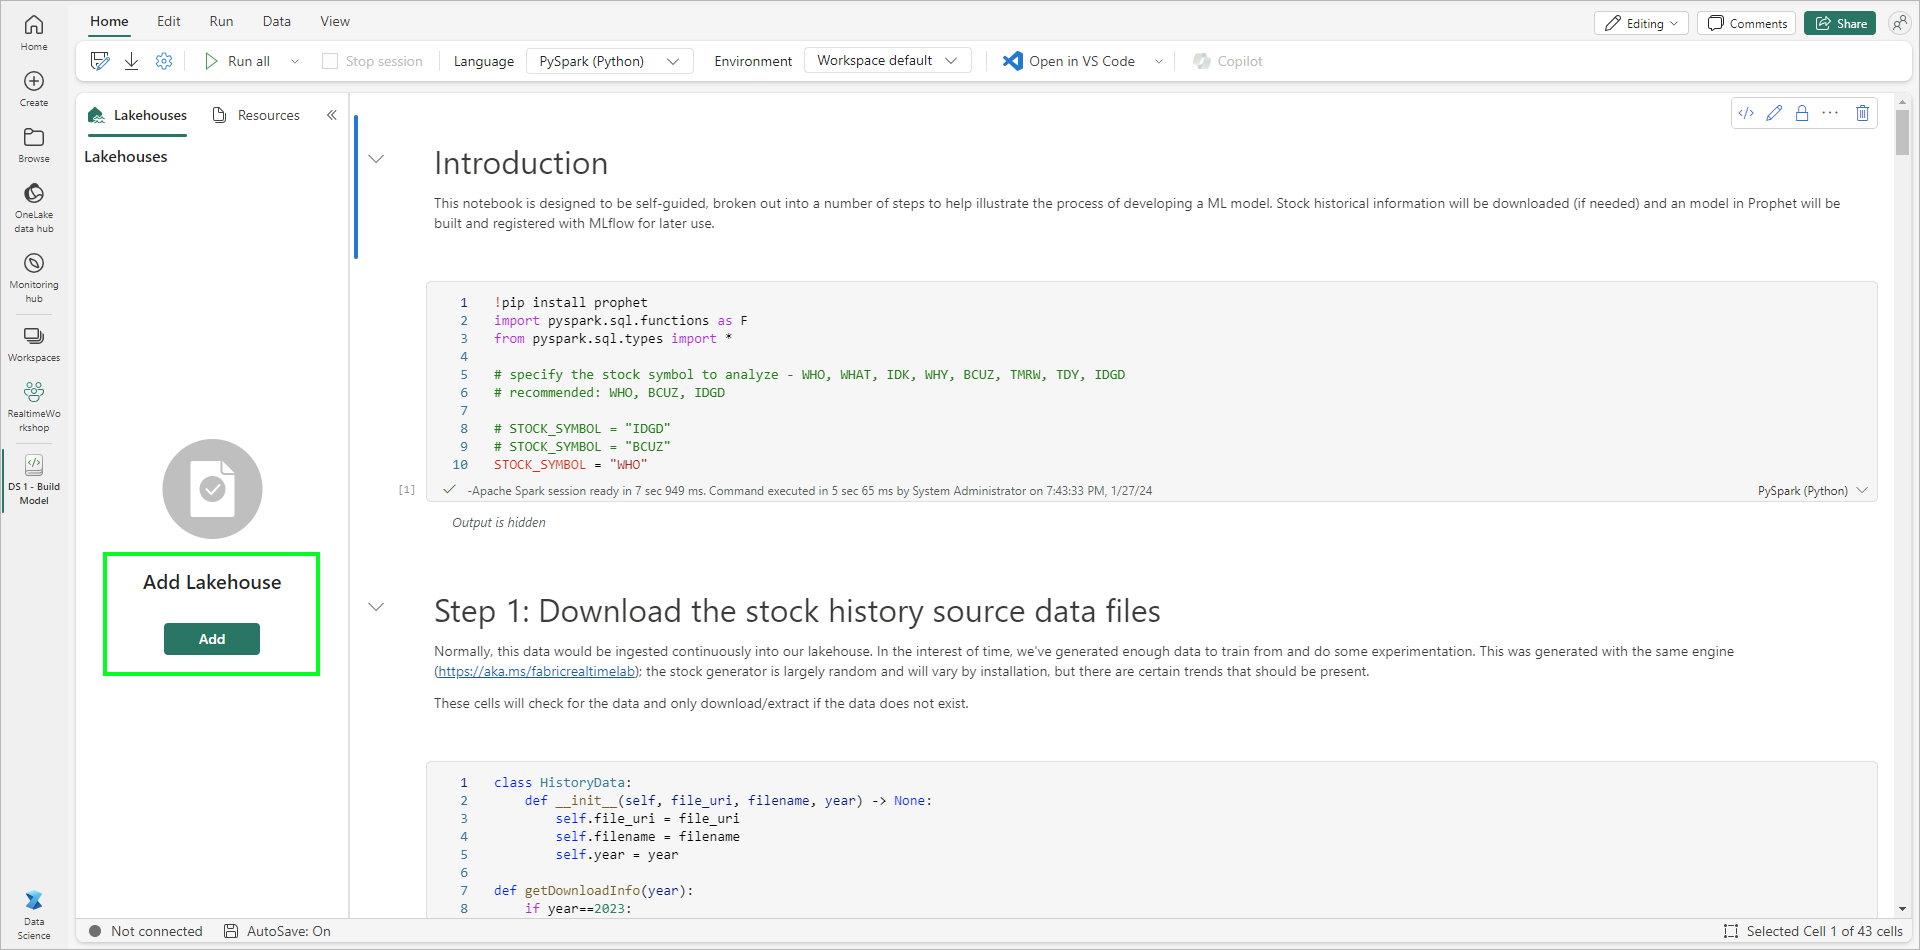 Home Edit Run Data View
Editing Comments Share
Run all Stop session Language PySpark (Python) Environment Workspace default Open in VS Code Copilot
Home
Create
Browse
OneLake
data hub
Monitoring
hub
Workspaces
RealtimeWo
rkshop
DS 1 - Build
Model
Data
Science
Lakehouses Resources
Lakehouses
Add Lakehouse
Add
Introduction
This notebook is designed to be self-guided, broken out into a number of steps to help illustrate the process of developing a ML model. Stock historical information will be downloaded (if needed) and an model in Prophet will be
built and registered with MLflow for later use.
1 !pip install prophet
2 import pyspark.sql.functions as F
3 from pyspark.sql.types import *
4
5 # specify the stock symbol to analyze - WHO, WHAT, IDK, WHY, BCUZ, TMRW, TDY, IDGD
6 # recommended: WHO, BCUZ, IDGD
7
8 # STOCK_SYMBOL = "IDGD"
9 # STOCK_SYMBOL = "BCUZ"
10 STOCK_SYMBOL = "WHO"
[1] -Apache Spark session ready in 7 sec 949 ms. Command executed in 5 sec 65 ms by System Administrator on 7:43:33 PM, 1/27/24 PySpark (Python)
Output is hidden
Step 1: Download the stock history source data files
Normally, this data would be ingested continuously into our lakehouse. In the interest of time, we've generated enough data to train from and do some experimentation. This was generated with the same engine
(https://aka.ms/fabricrealtimelab); the stock generator is largely random and will vary by installation, but there are certain trends that should be present.
These cells will check for the data and only download/extract if the data does not exist.
1 class HistoryData:
2 def __init__(self, file_uri, filename, year) -> None:
3 self.file_uri = file_uri
4 self.filename = filename
5 self.year = year
6
7 def getDownloadInfo(year):
8 if year==2023:
Not connected AutoSave: On Selected Cell 1 of 43 cells